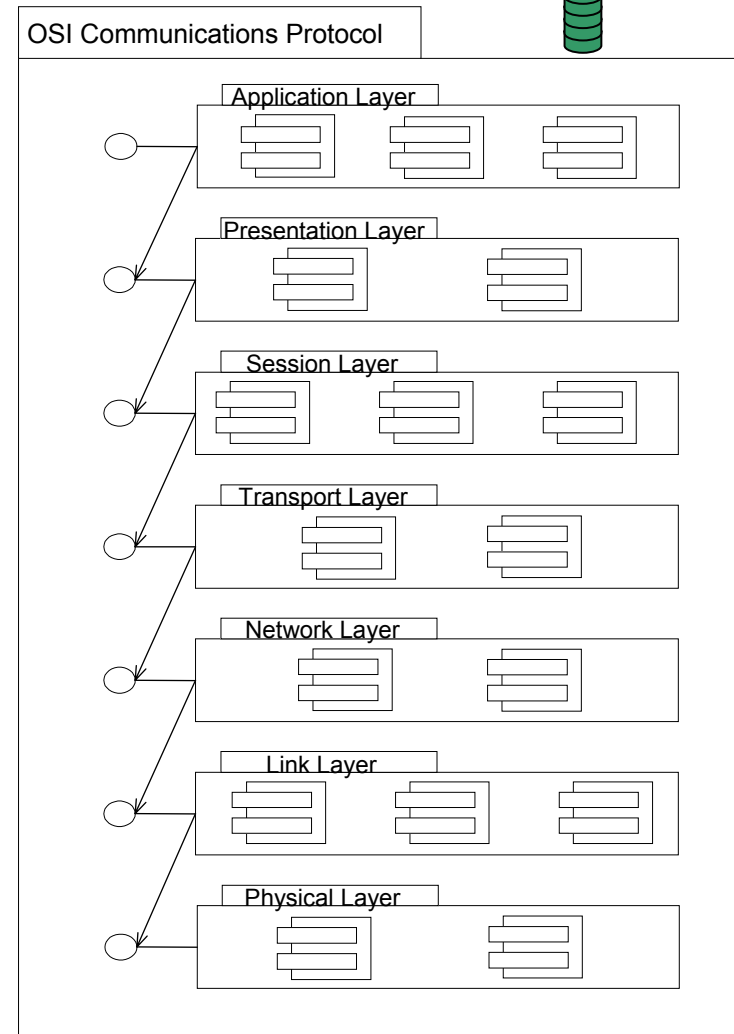 OSI Communications Protocol
Application Layer
Presentation Layer
Session Layer
Transport Layer
Network Layer
Link Layer
Physical Layer